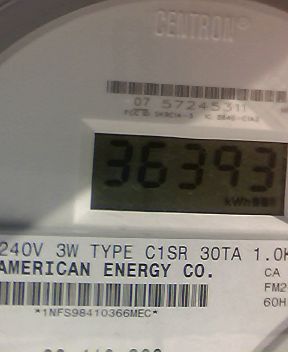 CENTRON®
07 57245311
36393
kWh
240V 3W TYPE C1SR 30TA 1.0K
AMERICAN ENERGY CO.
CA
FM2
60H
*1NFS98410366MEC*